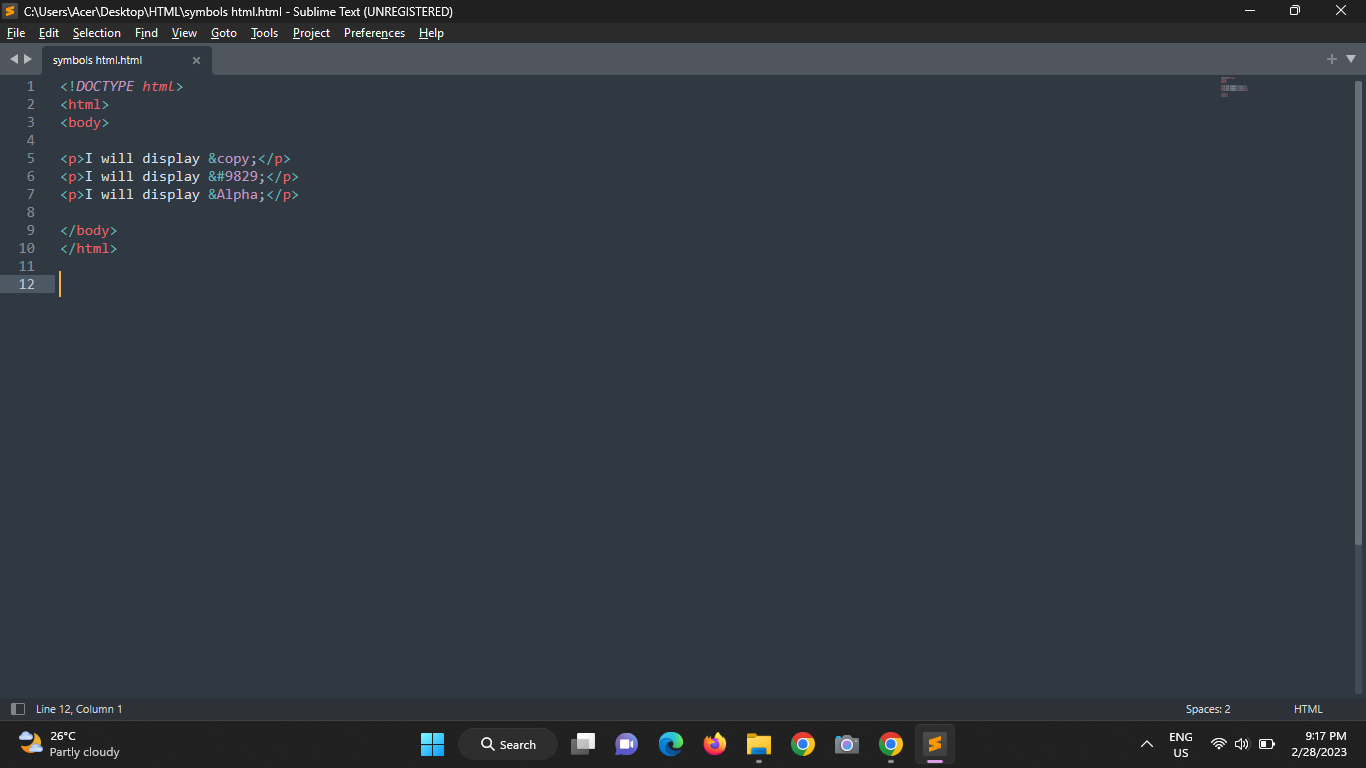 C:\Users\Acer\Desktop\HTML\symbols html.html - Sublime Text (UNREGISTERED)
File Edit Selection Find View Goto Tools Project Preferences Help
symbols html.html
1 <!DOCTYPE html>
2 <html>
3 <body>
4
5 <p>I will display &copy;</p>
6 <p>I will display &#9829;</p>
7 <p>I will display &Alpha;</p>
8
9 </body>
10 </html>
11
12
Line 12, Column 1 Spaces: 2 HTML
26°C
Partly cloudy
Search
ENG
US
9:17 PM
2/28/2023